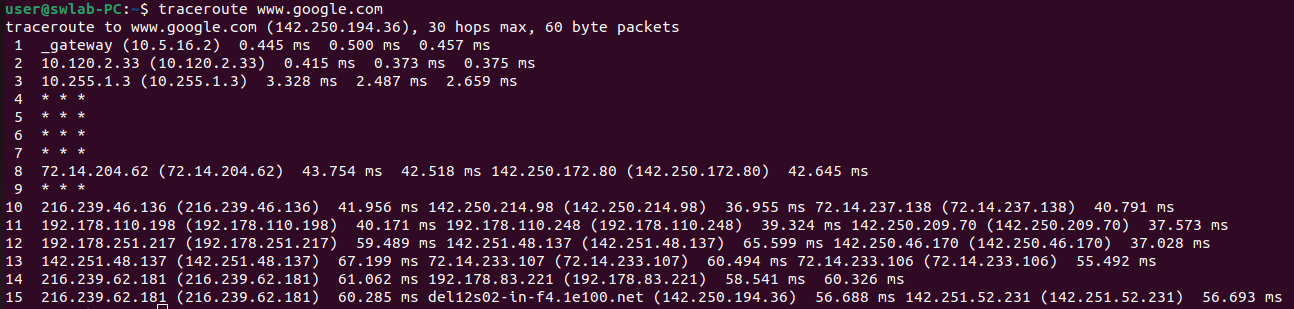 user@swlab-PC:~$ traceroute www.google.com
traceroute to www.google.com (142.250.194.36), 30 hops max, 60 byte packets
 1  _gateway (10.5.16.2)  0.445 ms  0.500 ms  0.457 ms
 2  10.120.2.33 (10.120.2.33)  0.415 ms  0.373 ms  0.375 ms
 3  10.255.1.3 (10.255.1.3)  3.328 ms  2.487 ms  2.659 ms
 4  * * *
 5  * * *
 6  * * *
 7  * * *
 8  72.14.204.62 (72.14.204.62)  43.754 ms  42.518 ms 142.250.172.80 (142.250.172.80)  42.645 ms
 9  * * *
10  216.239.46.136 (216.239.46.136)  41.956 ms 142.250.214.98 (142.250.214.98)  36.955 ms 72.14.237.138 (72.14.237.138)  40.791 ms
11  192.178.110.198 (192.178.110.198)  40.171 ms 192.178.110.248 (192.178.110.248)  39.324 ms 142.250.209.70 (142.250.209.70)  37.573 ms
12  192.178.251.217 (192.178.251.217)  59.489 ms 142.251.48.137 (142.251.48.137)  65.599 ms 142.250.46.170 (142.250.46.170)  37.028 ms
13  142.251.48.137 (142.251.48.137)  67.199 ms 72.14.233.107 (72.14.233.107)  60.494 ms 72.14.233.106 (72.14.233.106)  55.492 ms
14  216.239.62.181 (216.239.62.181)  61.062 ms 192.178.83.221 (192.178.83.221)  58.541 ms  60.326 ms
15  216.239.62.181 (216.239.62.181)  60.285 ms del12s02-in-f4.1e100.net (142.250.194.36)  56.688 ms 142.251.52.231 (142.251.52.231)  56.693 ms